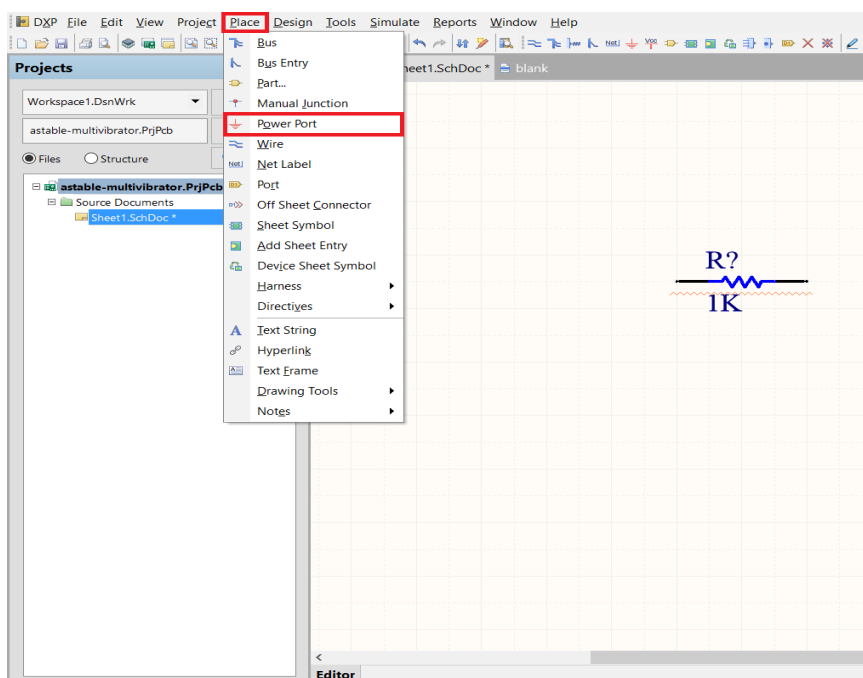 DXP File Edit View Project Place Design Tools Simulate Reports Window Help
Projects
heet1.SchDoc * blank
Workspace1.DsnWrk
astable-multivibrator.PrjPcb
Files Structure
astable-multivibrator.PrjPcb
Source Documents
Sheet1.SchDoc *
Bus
Bus Entry
Part...
Manual Junction
Power Port
Wire
Net Label
Port
Off Sheet Connector
Sheet Symbol
Add Sheet Entry
Device Sheet Symbol
Harness
Directives
Text String
Hyperlink
Text Frame
Drawing Tools
Notes
R?
1K
Editor